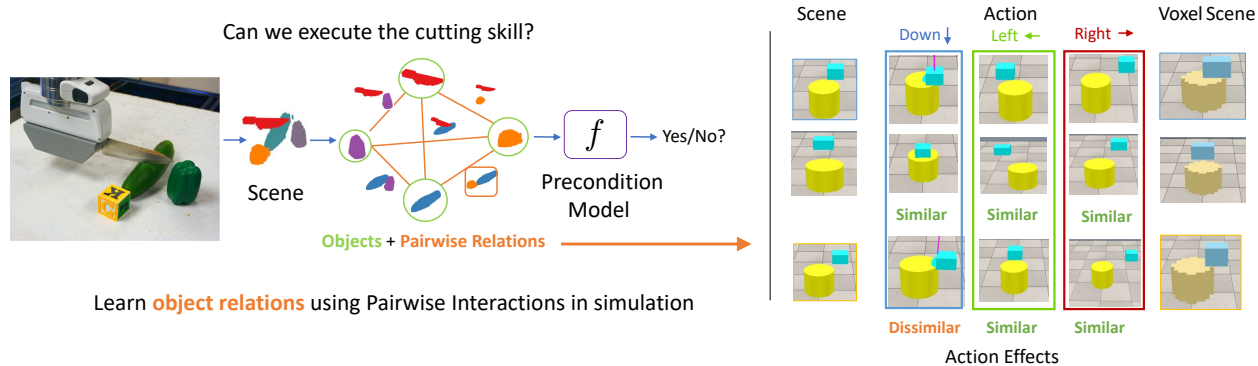 Can we execute the cutting skill?
Scene
f
Yes/No?
Precondition
Model
Objects + Pairwise Relations
Learn object relations using Pairwise Interactions in simulation
Scene
Action
Voxel Scene
Down ↓
Left ←
Right →
Similar
Similar
Similar
Dissimilar
Similar
Similar
Action Effects